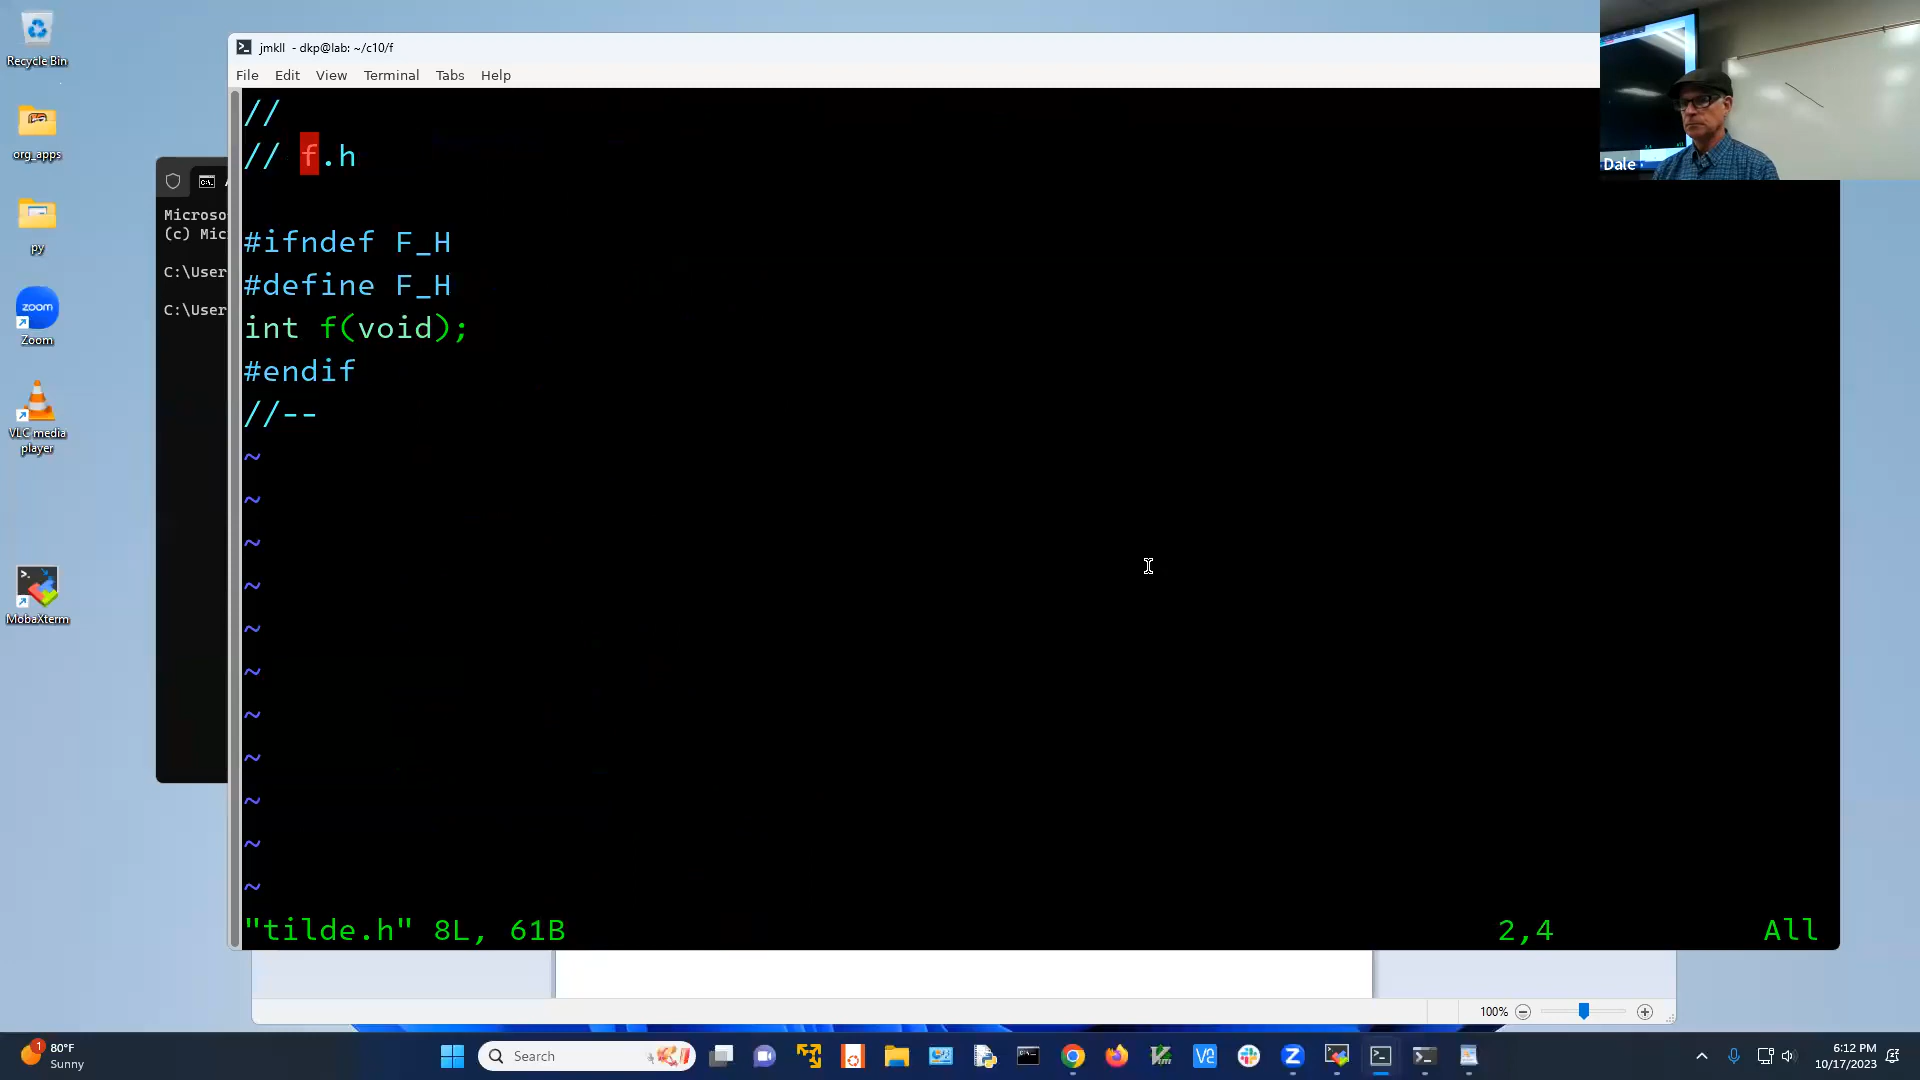 Recycle Bin
org_apps
py
zoom
Zoom
VLC media
player
MobaXterm
Microso
(c) Mic
C:\User
C:\User
jmkll - dkp@lab: ~/c10/f
File Edit View Terminal Tabs Help
//
// f.h
#ifndef F_H
#define F_H
int f(void);
#endif
//--
~
~
~
~
~
~
~
~
~
~
~
"tilde.h" 8L, 61B 2,4 All
Dale
100%
1
80°F
Sunny
Search
6:12 PM
10/17/2023